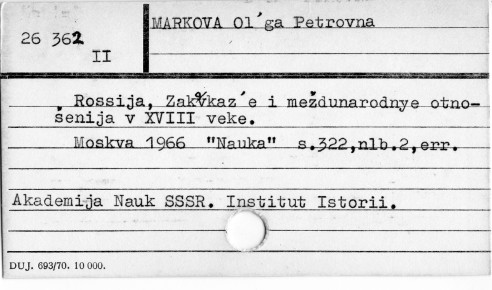 MARKOVA Ol´ga Petrovna
26 362
II
Rossija, Zakavkaz´e i meždunarodnye otno-
šenija v XVIII veke.
Moskva 1966 "Nauka" s.322,nlb.2,err.
Akademija Nauk SSSR. Institut Istorii.
DUJ. 693/70. 10 000.